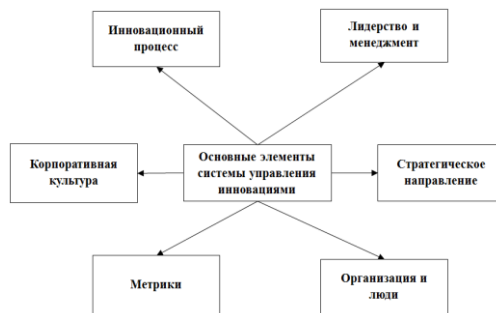 Инновационный
процесс
Лидерство и
менеджмент
Корпоративная
культура
Основные элементы
системы управления
инновациями
Стратегическое
направление
Метрики
Организация и
люди